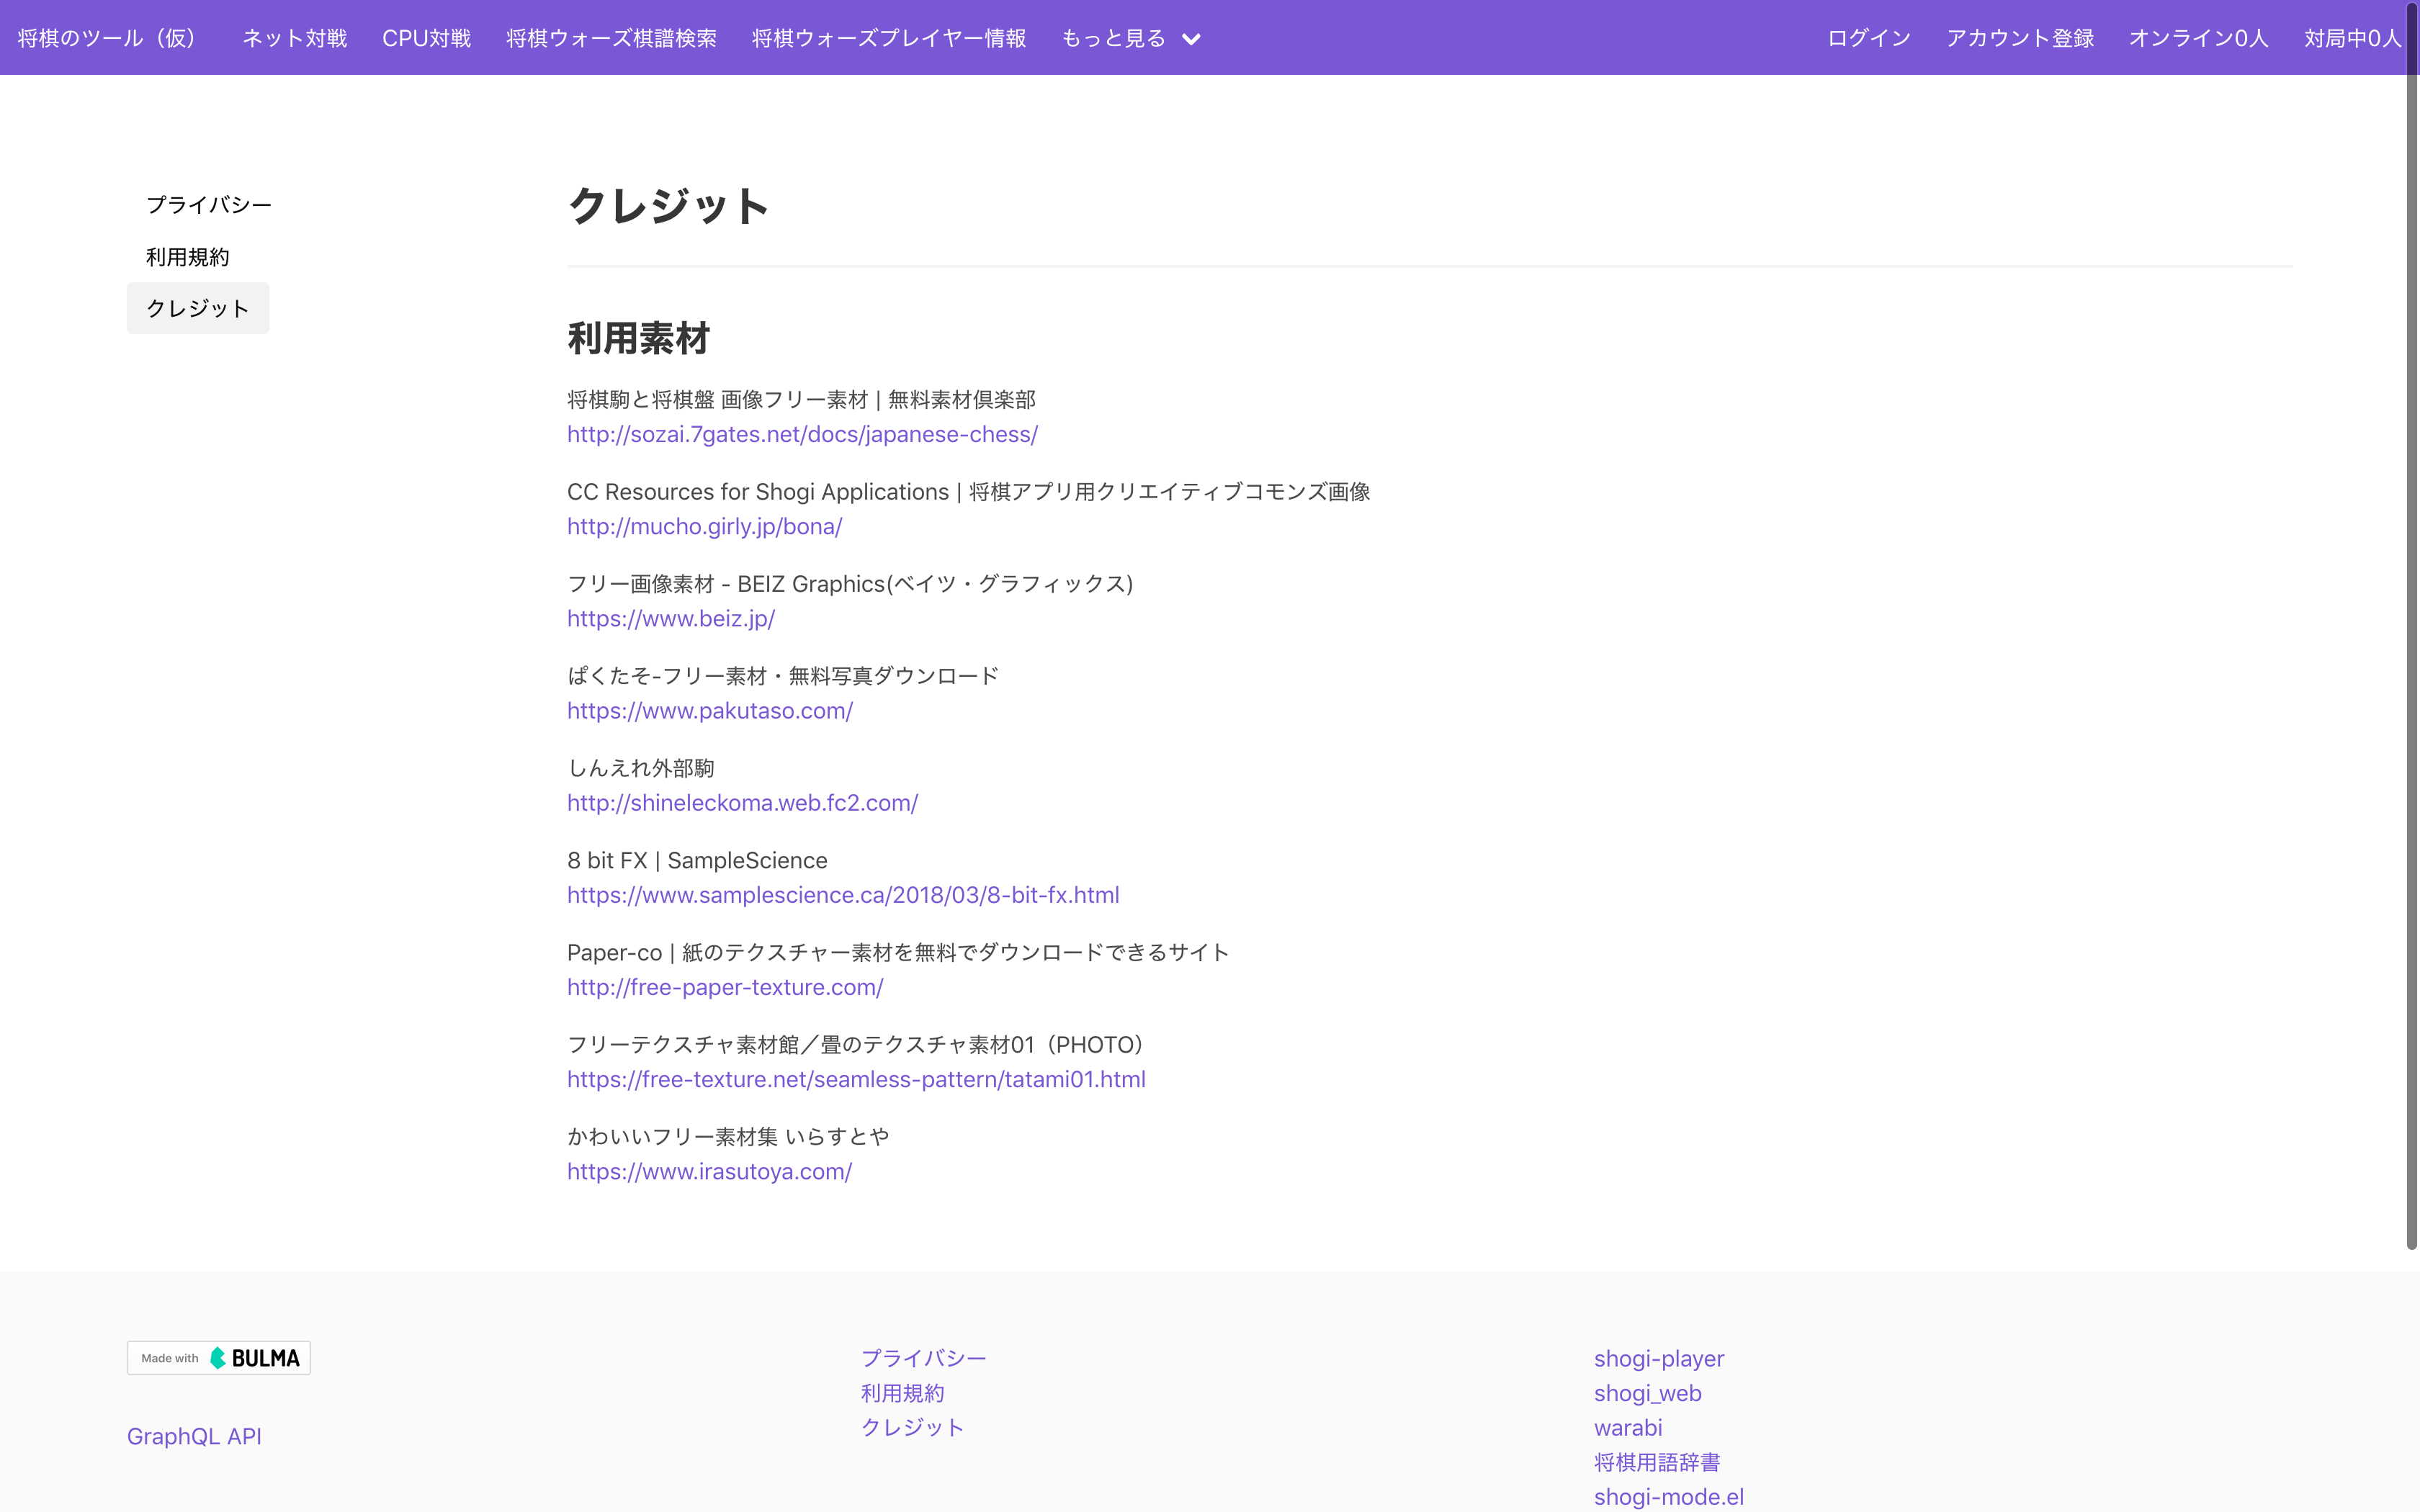 将棋のツール（仮） ネット対戦 CPU対戦 将棋ウォーズ棋譜検索 将棋ウォーズプレイヤー情報 もっと見る ログイン アカウント登録 オンライン0人 対局中0人
プライバシー
利用規約
クレジット
クレジット
利用素材
将棋駒と将棋盤 画像フリー素材 | 無料素材倶楽部
http://sozai.7gates.net/docs/japanese-chess/
CC Resources for Shogi Applications | 将棋アプリ用クリエイティブコモンズ画像
http://mucho.girly.jp/bona/
フリー画像素材 - BEIZ Graphics(ベイツ・グラフィックス)
https://www.beiz.jp/
ぱくたそ-フリー素材・無料写真ダウンロード
https://www.pakutaso.com/
しんえれ外部駒
http://shineleckoma.web.fc2.com/
8 bit FX | SampleScience
https://www.samplescience.ca/2018/03/8-bit-fx.html
Paper-co | 紙のテクスチャー素材を無料でダウンロードできるサイト
http://free-paper-texture.com/
フリーテクスチャ素材館／畳のテクスチャ素材01（PHOTO）
https://free-texture.net/seamless-pattern/tatami01.html
かわいいフリー素材集 いらすとや
https://www.irasutoya.com/
Made with BULMA
GraphQL API
プライバシー
利用規約
クレジット
shogi-player
shogi_web
warabi
将棋用語辞書
shogi-mode.el